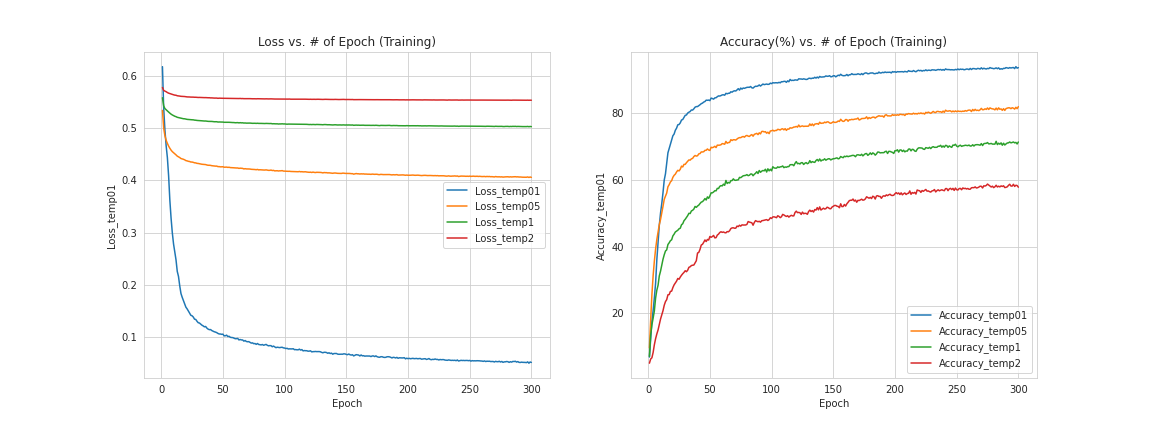 Loss vs. # of Epoch (Training)
0.6
0.5
0.4
0.3
0.2
0.1
Loss_temp01
Loss_temp01
Loss_temp05
Loss_temp1
Loss_temp2
0 50 100 150 200 250 300
Epoch
Accuracy(%) vs. # of Epoch (Training)
80
60
40
20
Accuracy_temp01
Accuracy_temp01
Accuracy_temp05
Accuracy_temp1
Accuracy_temp2
0 50 100 150 200 250 300
Epoch